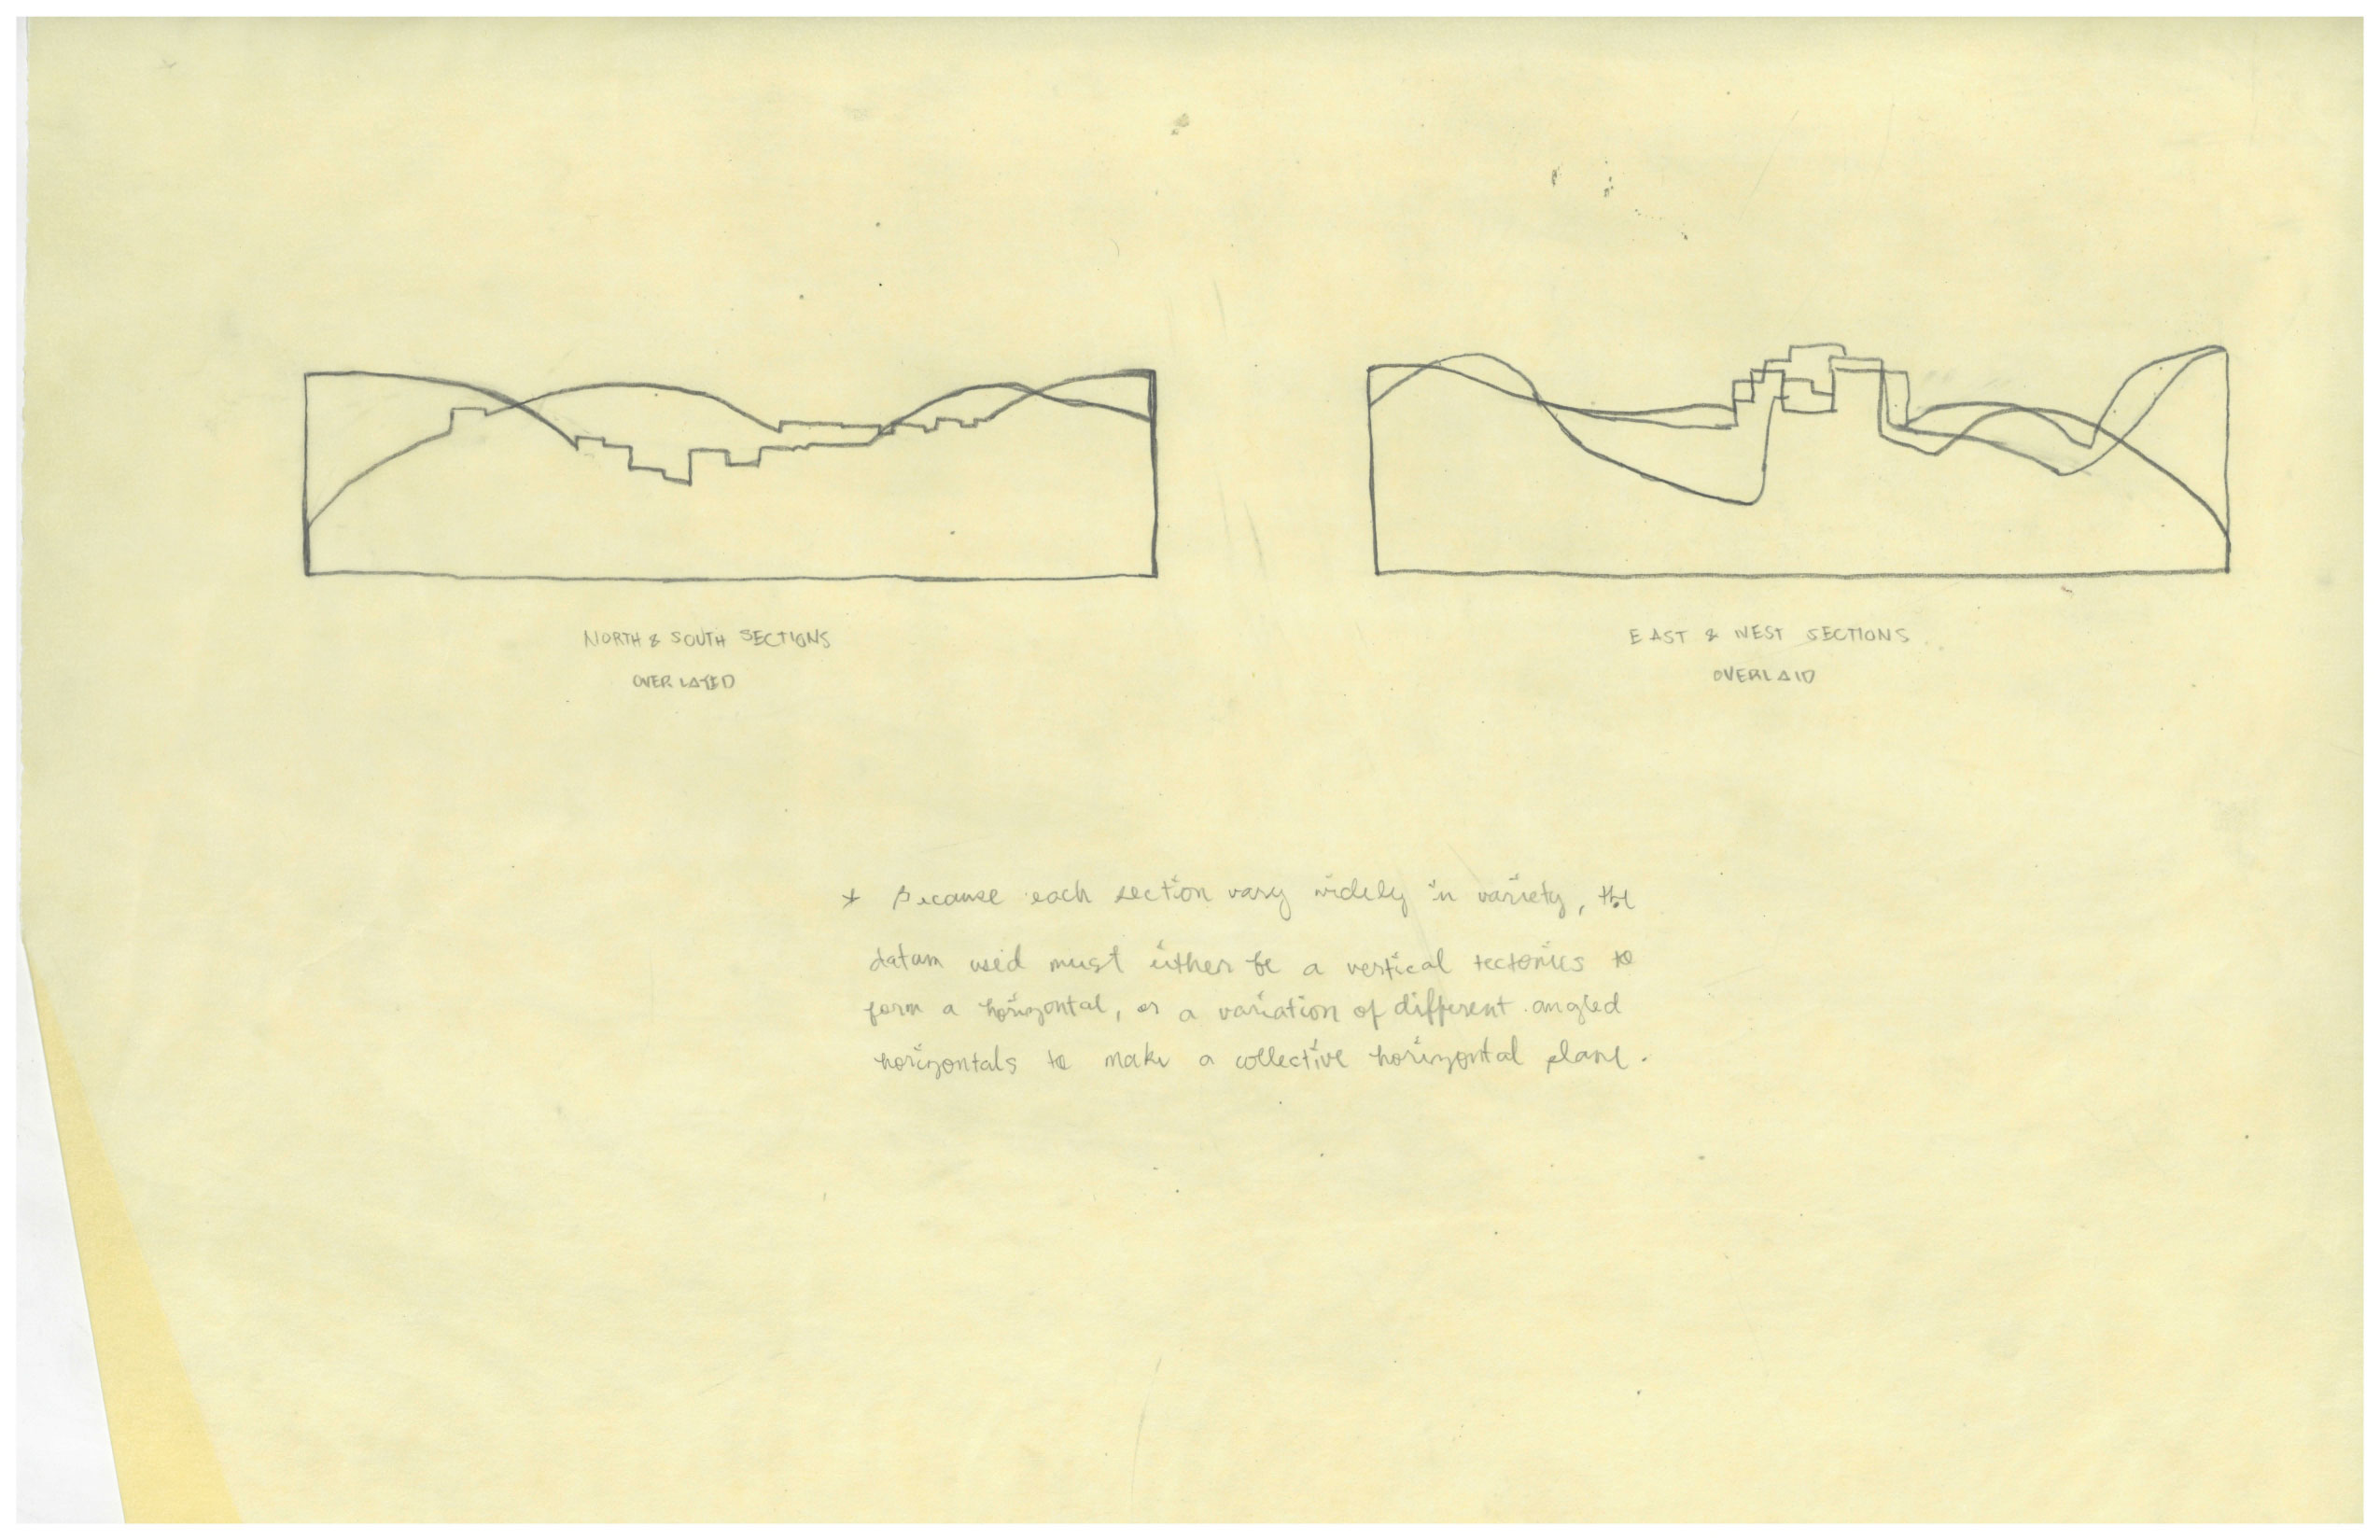 NORTH & SOUTH SECTIONS
OVERLAYED
EAST & WEST SECTIONS
OVERLAID
* Because each section vary widely in variety, the
datum used must either be a vertical tectonics to
form a horizontal, or a variation of different angled
horizontals to make a collective horizontal plane.